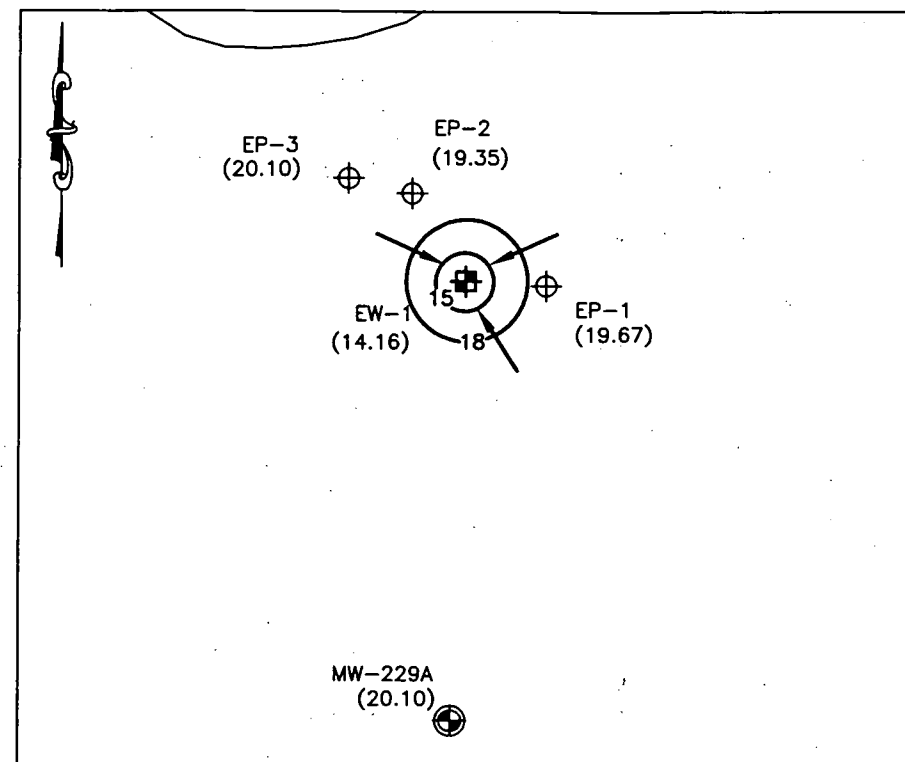 EP-2
(19.35)
EP-3
(20.10)
15
EW-1
(14.16)
18
EP-1
(19.67)
MW-229A
(20.10)